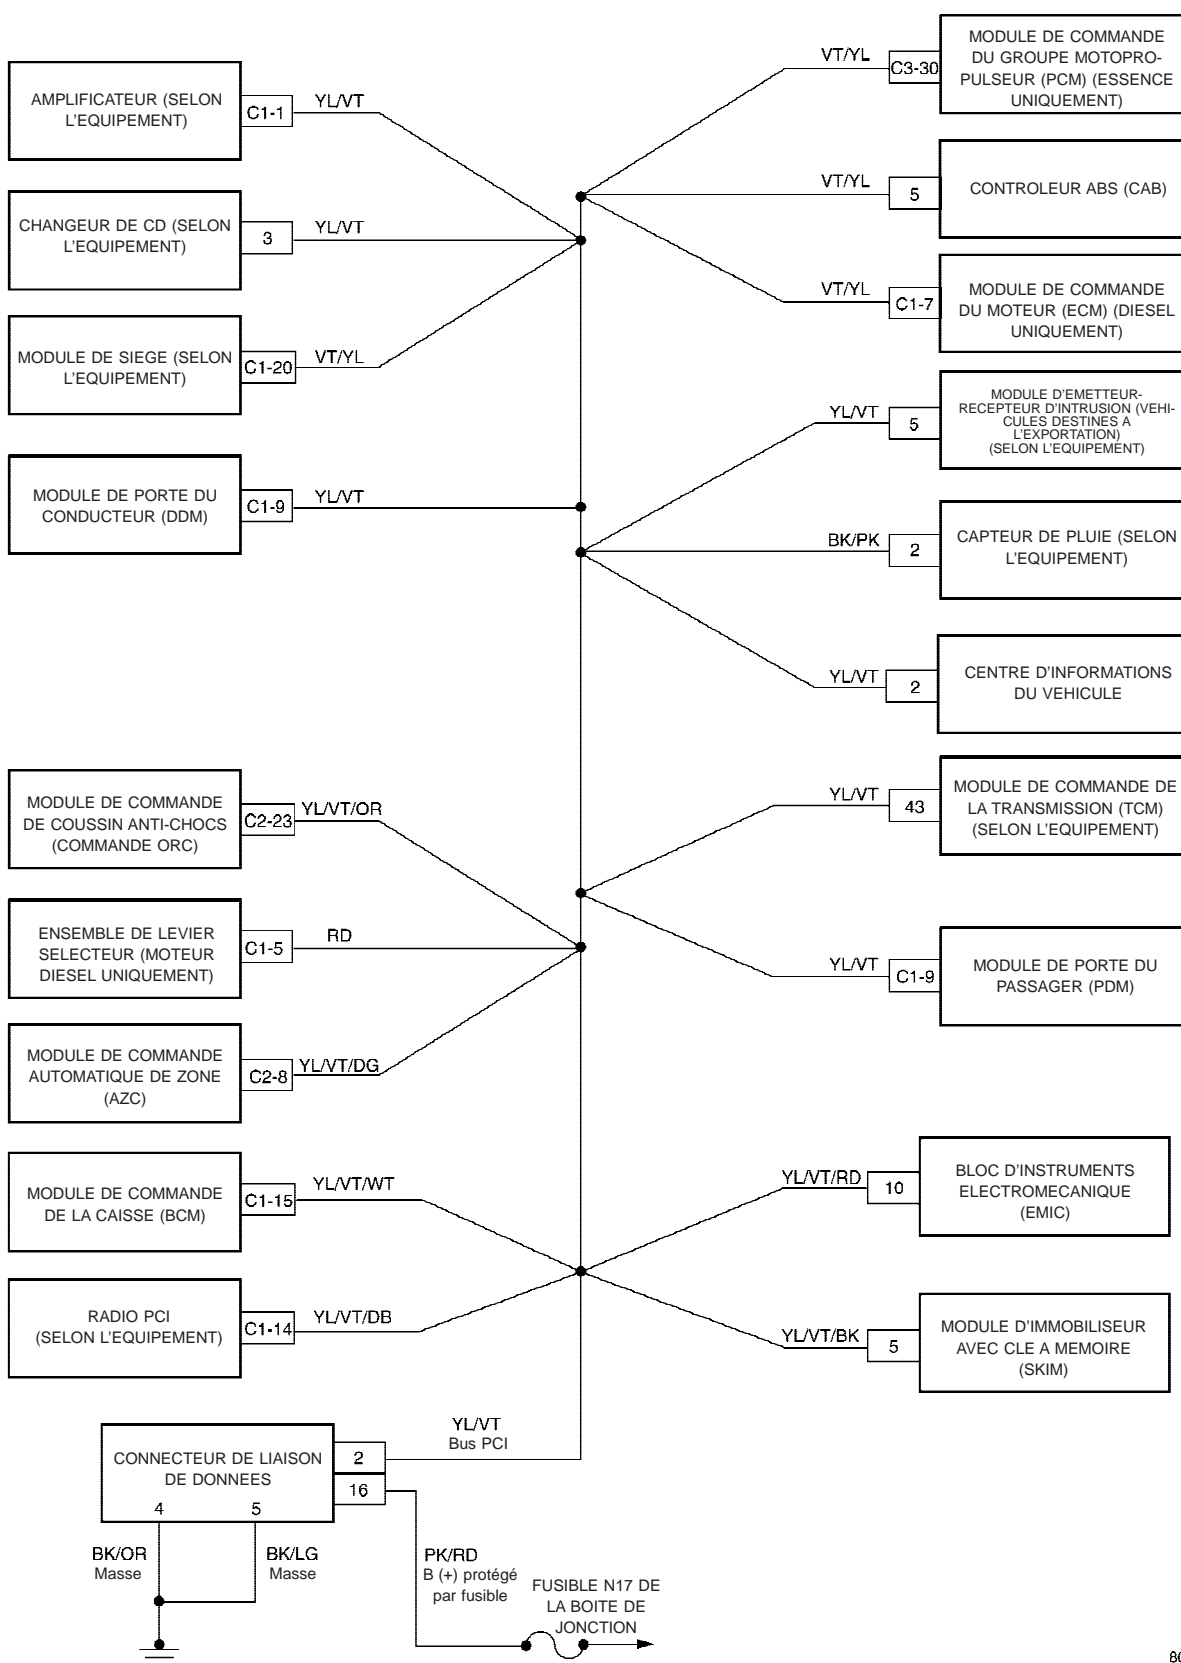 AMPLIFICATEUR (SELON
L'EQUIPEMENT)
C1-1
YL/VT
CHANGEUR DE CD (SELON
L'EQUIPEMENT)
3
YL/VT
MODULE DE SIEGE (SELON
L'EQUIPEMENT)
C1-20
VT/YL
MODULE DE PORTE DU
CONDUCTEUR (DDM)
C1-9
YL/VT
MODULE DE COMMANDE
DE COUSSIN ANTI-CHOCS
(COMMANDE ORC)
C2-23
YL/VT/OR
ENSEMBLE DE LEVIER
SELECTEUR (MOTEUR
DIESEL UNIQUEMENT)
C1-5
RD
MODULE DE COMMANDE
AUTOMATIQUE DE ZONE
(AZC)
C2-8
YL/VT/DG
MODULE DE COMMANDE
DE LA CAISSE (BCM)
C1-15
YL/VT/WT
RADIO PCI
(SELON L'EQUIPEMENT)
C1-14
YL/VT/DB
VT/YL
C3-30
MODULE DE COMMANDE
DU GROUPE MOTOPRO-
PULSEUR (PCM) (ESSENCE
UNIQUEMENT)
VT/YL
5
CONTROLEUR ABS (CAB)
VT/YL
C1-7
MODULE DE COMMANDE
DU MOTEUR (ECM) (DIESEL
UNIQUEMENT)
YL/VT
5
MODULE D'EMETTEUR-
RECEPTEUR D'INTRUSION (VEHI-
CULES DESTINES A
L'EXPORTATION)
(SELON L'EQUIPEMENT)
BK/PK
2
CAPTEUR DE PLUIE (SELON
L'EQUIPEMENT)
YL/VT
2
CENTRE D'INFORMATIONS
DU VEHICULE
YL/VT
43
MODULE DE COMMANDE DE
LA TRANSMISSION (TCM)
(SELON L'EQUIPEMENT)
YL/VT
C1-9
MODULE DE PORTE DU
PASSAGER (PDM)
YL/VT/RD
10
BLOC D'INSTRUMENTS
ELECTROMECANIQUE
(EMIC)
YL/VT/BK
5
MODULE D'IMMOBILISEUR
AVEC CLE A MEMOIRE
(SKIM)
CONNECTEUR DE LIAISON
DE DONNEES
2
16
4
5
YL/VT
Bus PCI
BK/OR
Masse
BK/LG
Masse
PK/RD
B (+) protégé
par fusible
FUSIBLE N17 DE
LA BOITE DE
JONCTION